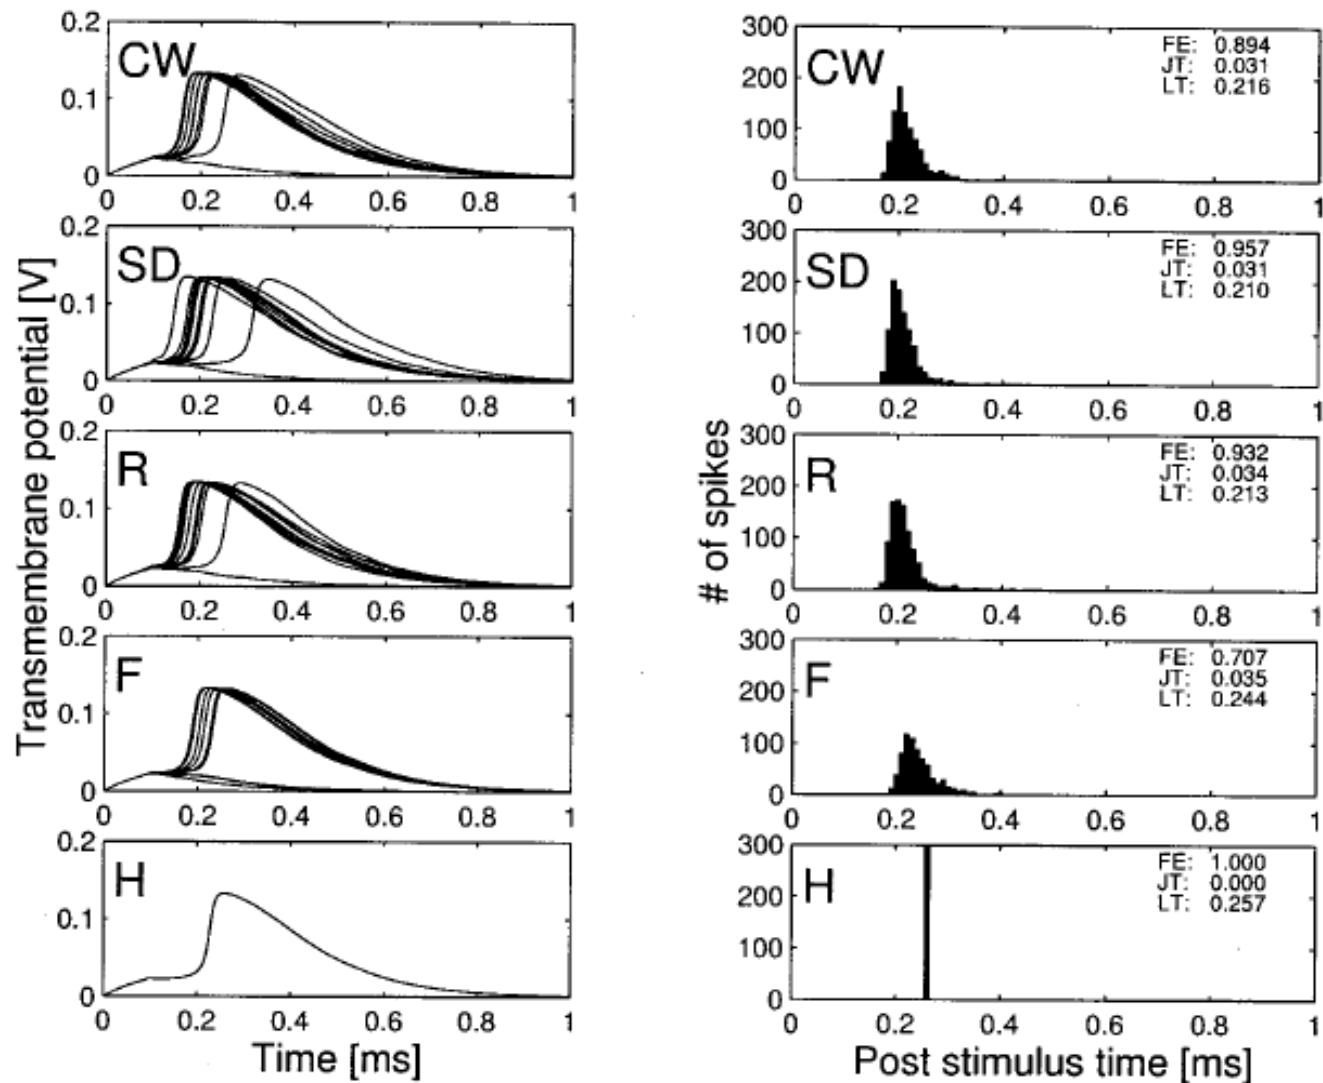 Transmembrane potential [V]
0.2
CW
0.1
0
0 0.2 0.4 0.6 0.8 1
0.2
SD
0.1
0
0 0.2 0.4 0.6 0.8 1
0.2
R
0.1
0
0 0.2 0.4 0.6 0.8 1
0.2
F
0.1
0
0 0.2 0.4 0.6 0.8 1
0.2
H
0.1
0
0 0.2 0.4 0.6 0.8 1
Time [ms]
# of spikes
300
CW
FE: 0.894
JT: 0.031
LT: 0.216
200
100
0
0 0.2 0.4 0.6 0.8 1
300
SD
FE: 0.957
JT: 0.031
LT: 0.210
200
100
0
0 0.2 0.4 0.6 0.8 1
300
R
FE: 0.932
JT: 0.034
LT: 0.213
200
100
0
0 0.2 0.4 0.6 0.8 1
300
F
FE: 0.707
JT: 0.035
LT: 0.244
200
100
0
0 0.2 0.4 0.6 0.8 1
300
H
FE: 1.000
JT: 0.000
LT: 0.257
200
100
0
0 0.2 0.4 0.6 0.8 1
Post stimulus time [ms]